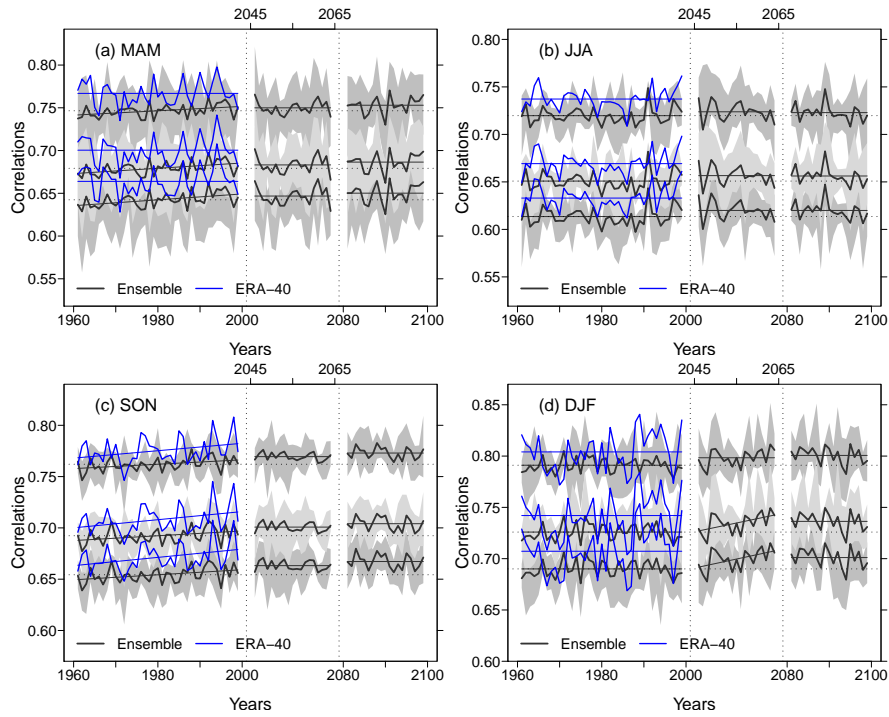 2045 2065
2045 2065
(a) MAM
(b) JJA
0.80
0.75
0.70
0.65
0.60
0.55
Correlations
0.80
0.75
0.70
0.65
0.60
0.55
Correlations
Ensemble ERA−40
Ensemble ERA−40
1960 1980 2000 2080 2100
1960 1980 2000 2080 2100
Years
Years
2045 2065
2045 2065
(c) SON
(d) DJF
0.80
0.75
0.70
0.65
0.60
Correlations
0.85
0.80
0.75
0.70
0.65
0.60
Correlations
Ensemble ERA−40
Ensemble ERA−40
1960 1980 2000 2080 2100
1960 1980 2000 2080 2100
Years
Years